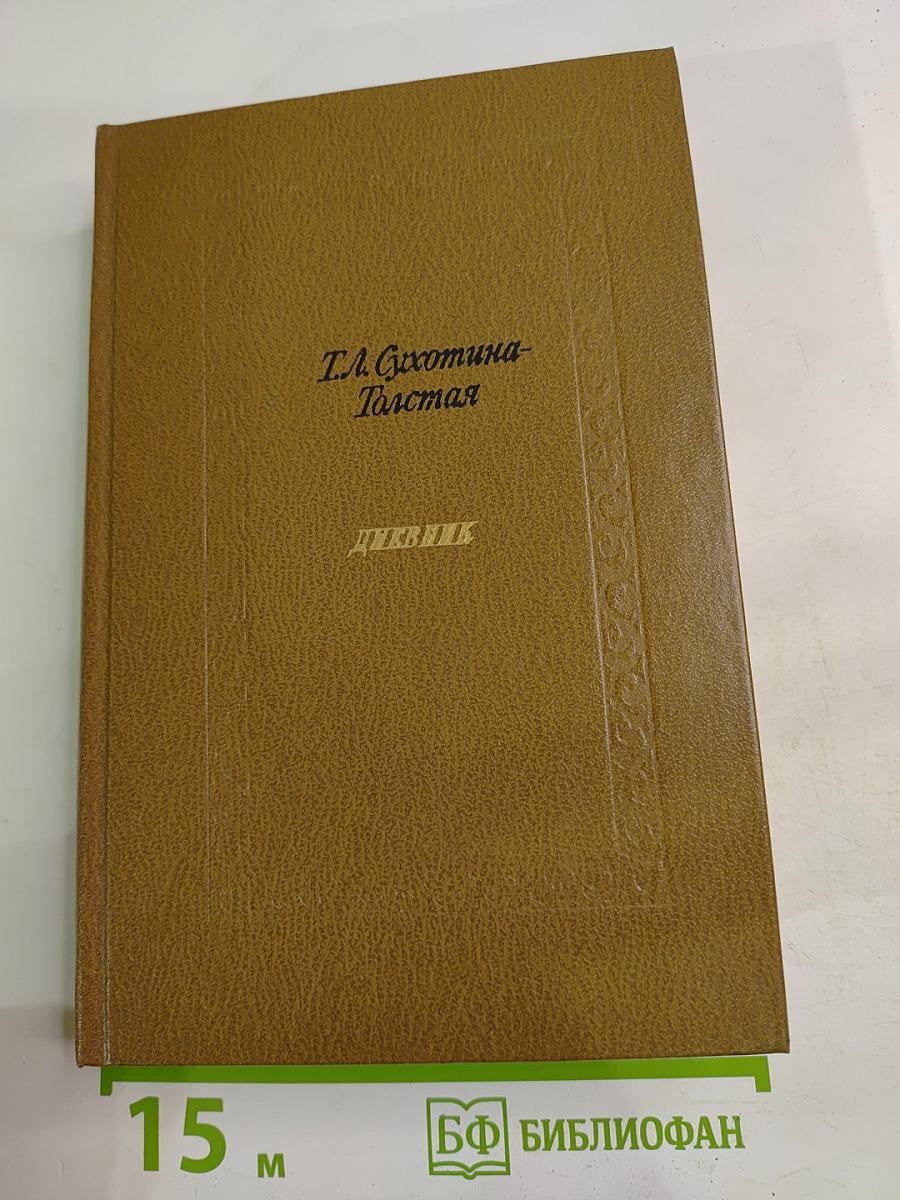 Т.Л. Сухотина-
Толстая
ДНЕВНИК
15 м
БФ БИБЛИОФАН